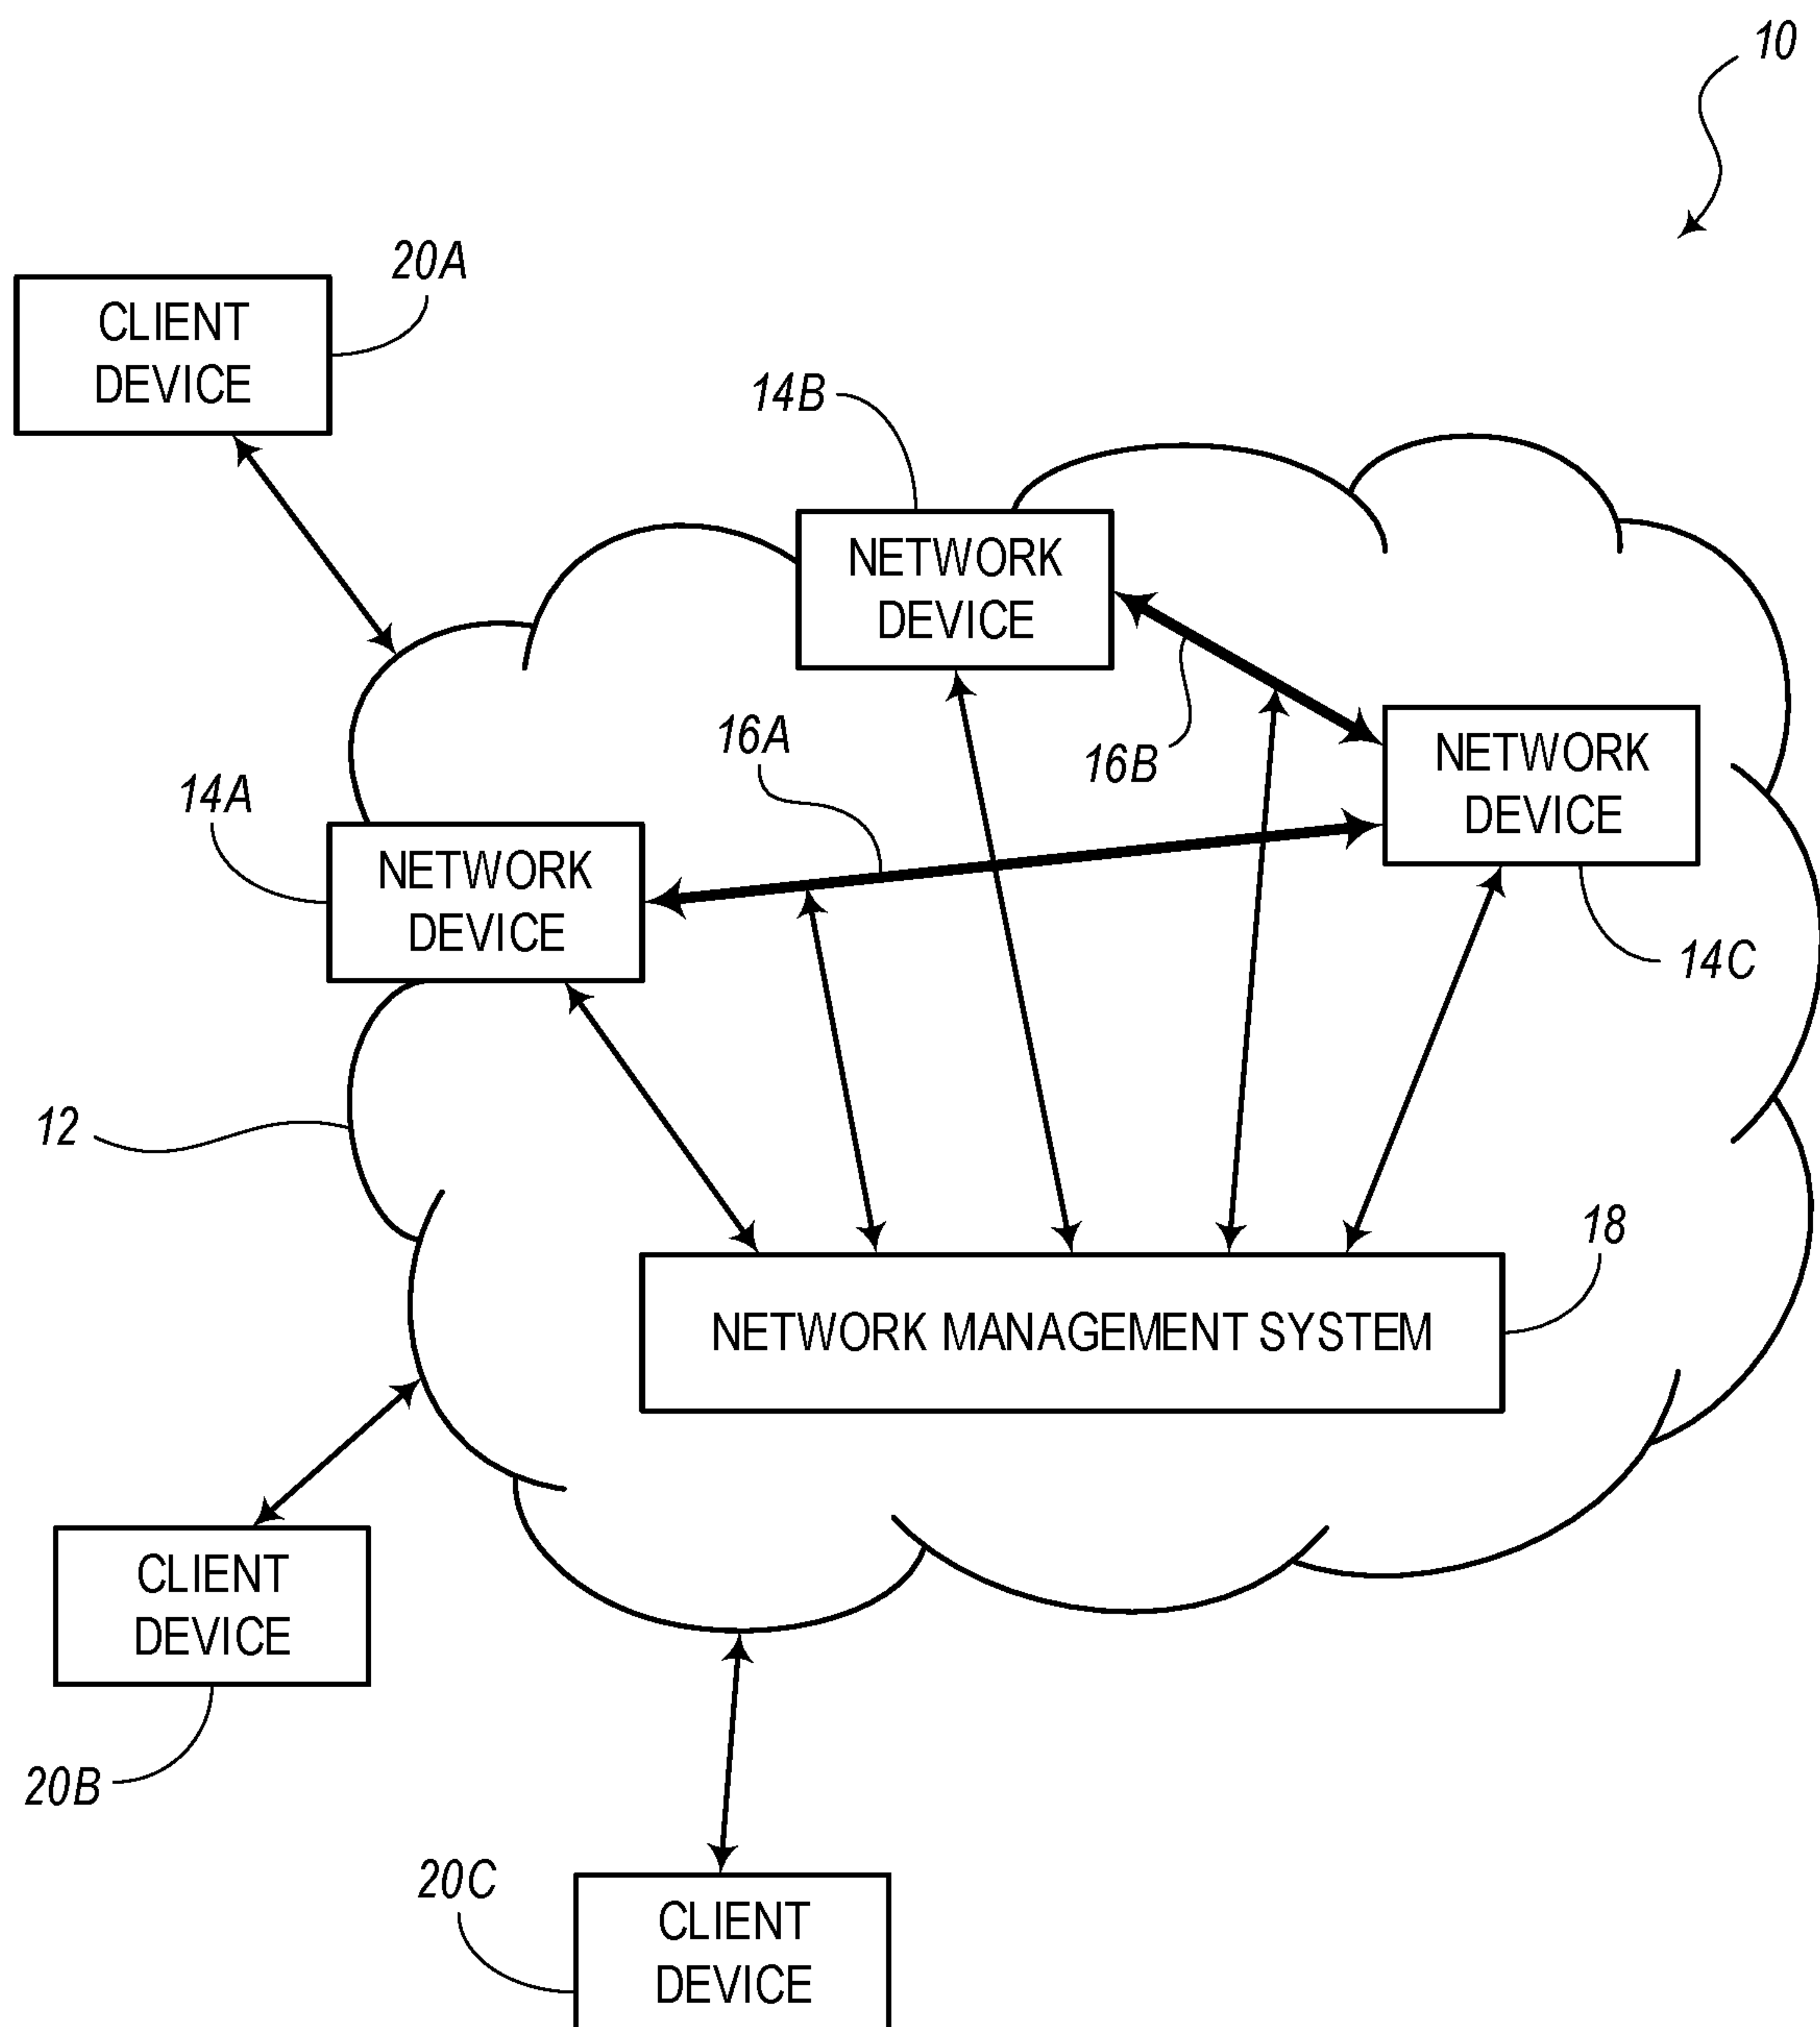 10
20A
CLIENT
DEVICE
14B
NETWORK
DEVICE
16A
16B
NETWORK
DEVICE
14A
NETWORK
DEVICE
14C
12
18
NETWORK MANAGEMENT SYSTEM
CLIENT
DEVICE
20B
20C
CLIENT
DEVICE